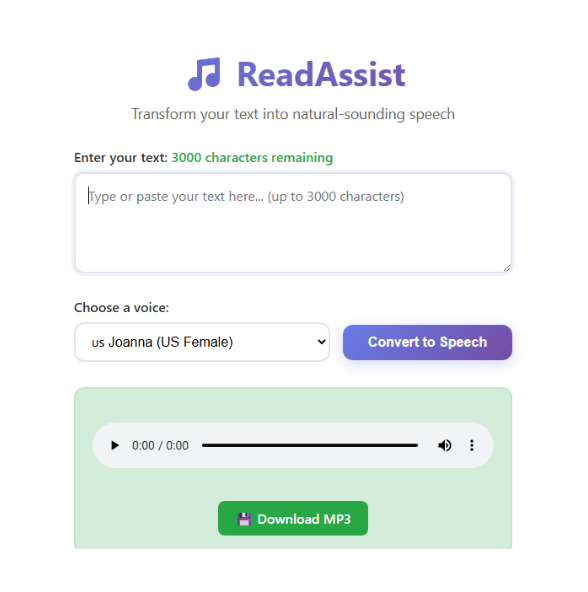 ReadAssist
Transform your text into natural-sounding speech
Enter your text: 3000 characters remaining
Type or paste your text here... (up to 3000 characters)
Choose a voice:
us Joanna (US Female)
Convert to Speech
0:00 / 0:00
Download MP3